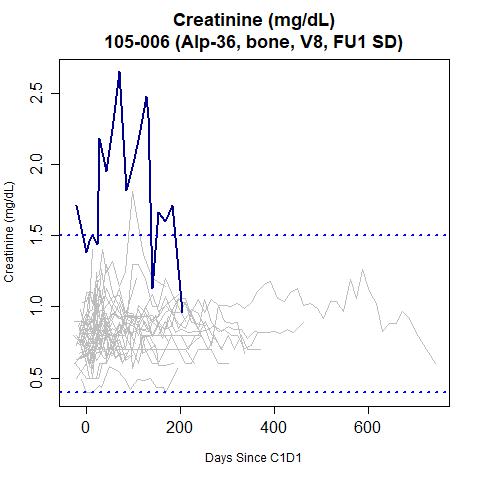 Creatinine (mg/dL)
105-006 (Alp-36, bone, V8, FU1 SD)
Creatinine (mg/dL)
2.5
2.0
1.5
1.0
0.5
0
200
400
600
Days Since C1D1